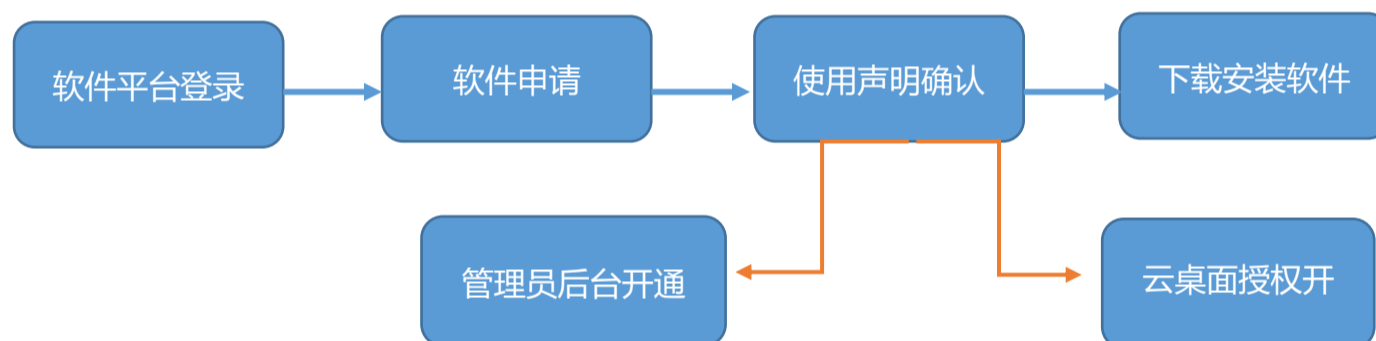 软件平台登录
软件申请
使用声明确认
下载安装软件
管理员后台开通
云桌面授权开